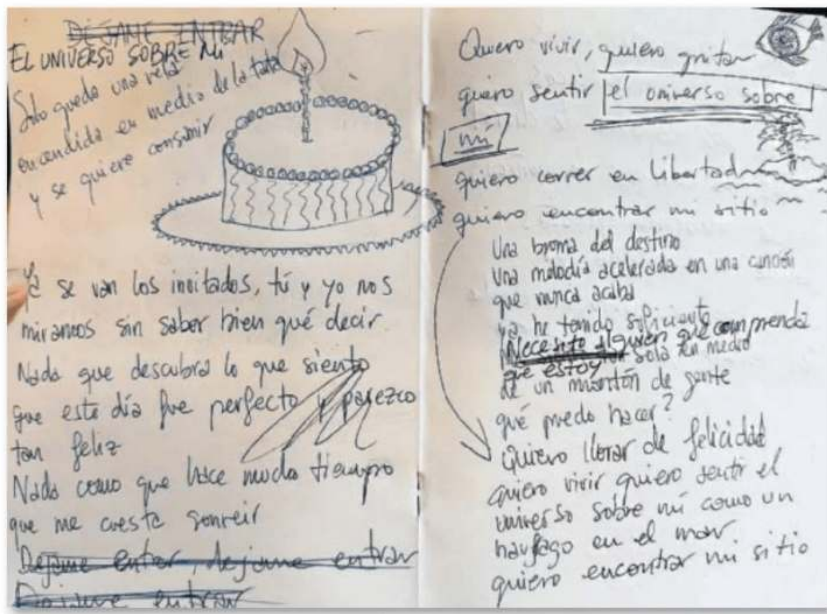 DÉJAME ENTRAR
EL UNIVERSO SOBRE MI
Solo queda una vela
encendida en medio de la tarta
y se quiere consumir
Ya se van los invitados, tú y yo nos
miramos sin saber bien qué decir
Nada que descubra lo que siento
que este día fue perfecto y parezco
tan feliz
Nada como que hace mucho tiempo
que me cuesta sonreir
Dejame entrar, dejame entrar
Dejame entrar
Quiero vivir, quiero gritar
quiero sentir el universo sobre
mí
quiero correr en libertad
quiero encontrar mi sitio
Una broma del destino
Una melodía acelerada en una canción
que nunca acaba
ya he tenido suficiente
Necesito alguien que comprenda
que estoy sola en medio
de un montón de gente
qué puedo hacer?
Quiero llorar de felicidad
quiero vivir quiero sentir el
universo sobre mí como un
naufrago en el mar
quiero encontrar mi sitio